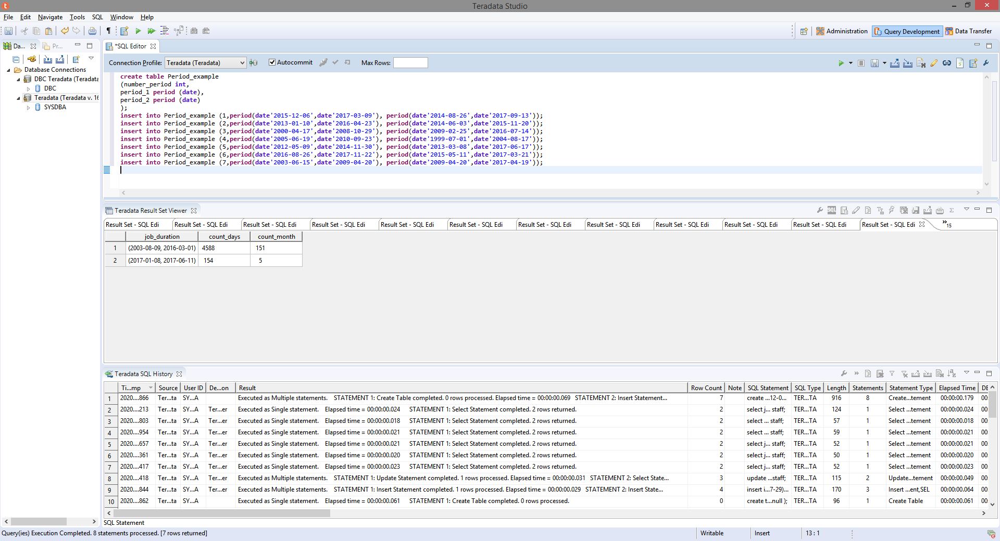 Teradata Studio
File Edit Navigate Tools SQL Window Help
Administration Query Development Data Transfer
Da... Pr...
*SQL Editor
Connection Profile: Teradata (Teradata) Autocommit Max Rows:
Database Connections
DBC Teradata (Teradata
DBC
Teradata (Teradata v. 16
SYSDBA
create table Period_example
(number_period int,
period_1 period (date),
period_2 period (date)
);
insert into Period_example (1,period(date'2015-12-06',date'2017-03-09'), period(date'2014-08-26',date'2017-09-13'));
insert into Period_example (2,period(date'2013-01-10',date'2016-04-23'), period(date'2014-06-03',date'2015-11-20'));
insert into Period_example (3,period(date'2000-04-17',date'2008-10-29'), period(date'2009-02-25',date'2016-07-14'));
insert into Period_example (4,period(date'2005-06-19',date'2010-09-23'), period(date'1999-07-01',date'2004-08-17'));
insert into Period_example (5,period(date'2012-05-09',date'2014-11-30'), period(date'2013-03-08',date'2017-06-17'));
insert into Period_example (6,period(date'2016-08-26',date'2017-11-22'), period(date'2015-05-11',date'2017-03-21'));
insert into Period_example (7,period(date'2003-06-15',date'2009-04-20'), period(date'2009-04-20',date'2017-04-19'));
Teradata Result Set Viewer
Result Set - SQL Edi Result Set - SQL Edi Result Set - SQL Edi Result Set - SQL Edi Result Set - SQL Edi Result Set - SQL Edi Result Set - SQL Edi Result Set - SQL Edi Result Set - SQL Edi Result Set - SQL Edi Result Set - SQL Edi Result Set - SQL Edi »15
job_duration count_days count_month
1 (2003-08-09, 2016-03-01) 4588 151
2 (2017-01-08, 2017-06-11) 154 5
Teradata SQL History
Ti...mp Source User ID De...on Result Row Count Note SQL Statement SQL Type Length Statements Statement Type Elapsed Time DE
1 2020....866 Ter...ta SY...A Executed as Multiple statements. STATEMENT 1: Create Table completed. 0 rows processed. Elapsed time = 00:00:00.069 STATEMENT 2: Insert Statement... 7 create ...12-0... TER...TA 916 8 Create...tement 00:00:00.179 00:
2 2020....213 Ter...ta SY...A Ter...er Executed as Single statement. Elapsed time = 00:00:00.024 STATEMENT 1: Select Statement completed. 2 rows returned. 2 select j... staff; TER...TA 124 1 Select ...tement 00:00:00.024 00:
3 2020....803 Ter...ta SY...A Ter...er Executed as Single statement. Elapsed time = 00:00:00.018 STATEMENT 1: Select Statement completed. 2 rows returned. 2 select ... staff; TER...TA 57 1 Select ...tement 00:00:00.018 00:
4 2020....954 Ter...ta SY...A Ter...er Executed as Single statement. Elapsed time = 00:00:00.021 STATEMENT 1: Select Statement completed. 2 rows returned. 2 select ... staff; TER...TA 59 1 Select ...tement 00:00:00.021 00:
5 2020....657 Ter...ta SY...A Ter...er Executed as Single statement. Elapsed time = 00:00:00.021 STATEMENT 1: Select Statement completed. 2 rows returned. 2 select j... staff; TER...TA 52 1 Select ...tement 00:00:00.021 00:
6 2020....361 Ter...ta SY...A Ter...er Executed as Single statement. Elapsed time = 00:00:00.020 STATEMENT 1: Select Statement completed. 2 rows returned. 2 select j... staff; TER...TA 50 1 Select ...tement 00:00:00.020 00:
7 2020....417 Ter...ta SY...A Ter...er Executed as Single statement. Elapsed time = 00:00:00.023 STATEMENT 1: Select Statement completed. 2 rows returned. 2 select j... staff; TER...TA 52 1 Select ...tement 00:00:00.023 00:
8 2020....418 Ter...ta SY...A Ter...er Executed as Multiple statements. STATEMENT 1: Update Statement completed. 1 rows processed. Elapsed time = 00:00:00.031 STATEMENT 2: Select State... 3 update ...staff; TER...TA 115 2 Update...tement 00:00:00.049 00:
9 2020....844 Ter...ta SY...A Ter...er Executed as Multiple statements. STATEMENT 1: Insert Statement completed. 1 rows processed. Elapsed time = 00:00:00.029 STATEMENT 2: Insert State... 4 insert i...7-29)... TER...TA 170 3 Insert ...ent,SEL 00:00:00.064 00:
10 2020....862 Ter...ta SY...A Executed as Single statement. Elapsed time = 00:00:00.061 STATEMENT 1: Create Table completed. 0 rows processed. 0 create t...null ); TER...TA 96 1 Create Table 00:00:00.061 00:
SQL Statement
Query(ies) Execution Completed. 8 statements processed. [7 rows returned] Writable Insert 13 : 1